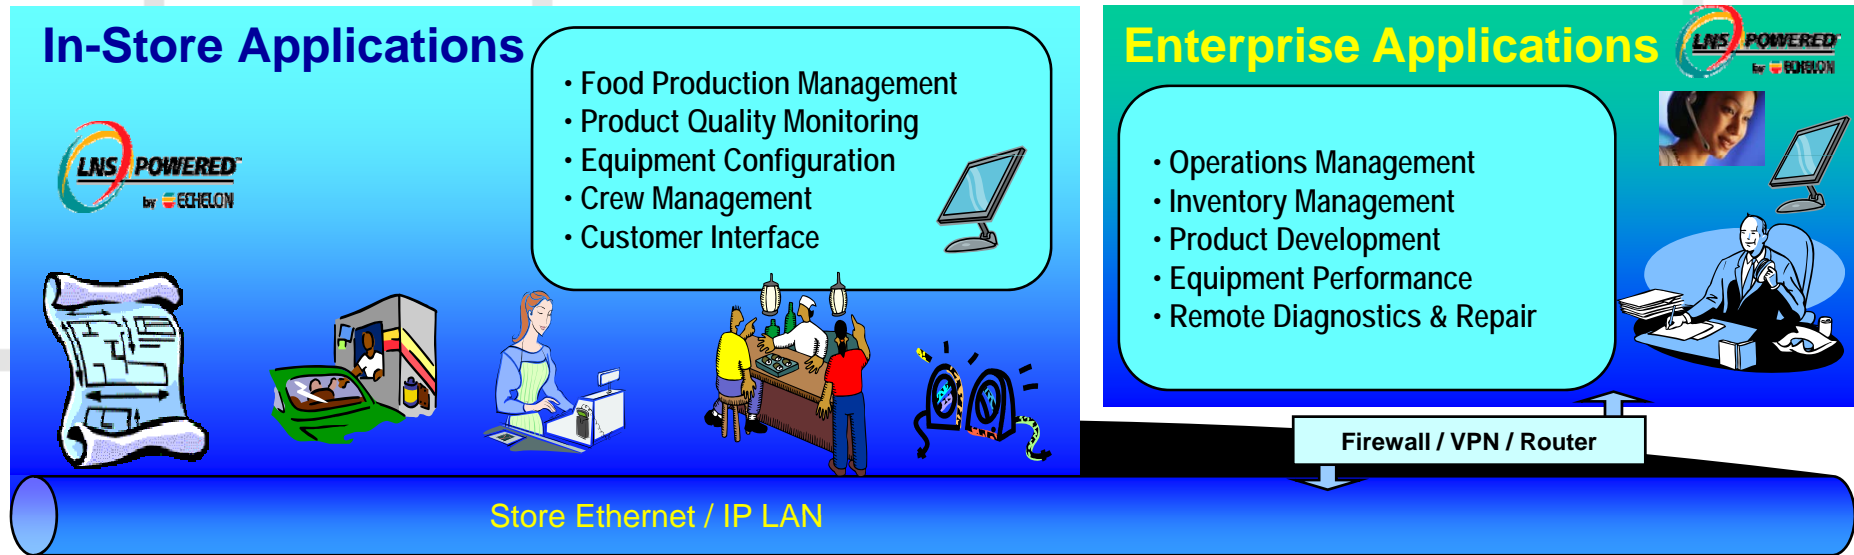 In-Store Applications
• Food Production Management
• Product Quality Monitoring
• Equipment Configuration
• Crew Management
• Customer Interface
LNS POWERED™
by ECHELON
Enterprise Applications
LNS POWERED™
by ECHELON
• Operations Management
• Inventory Management
• Product Development
• Equipment Performance
• Remote Diagnostics & Repair
Firewall / VPN / Router
Store Ethernet / IP LAN